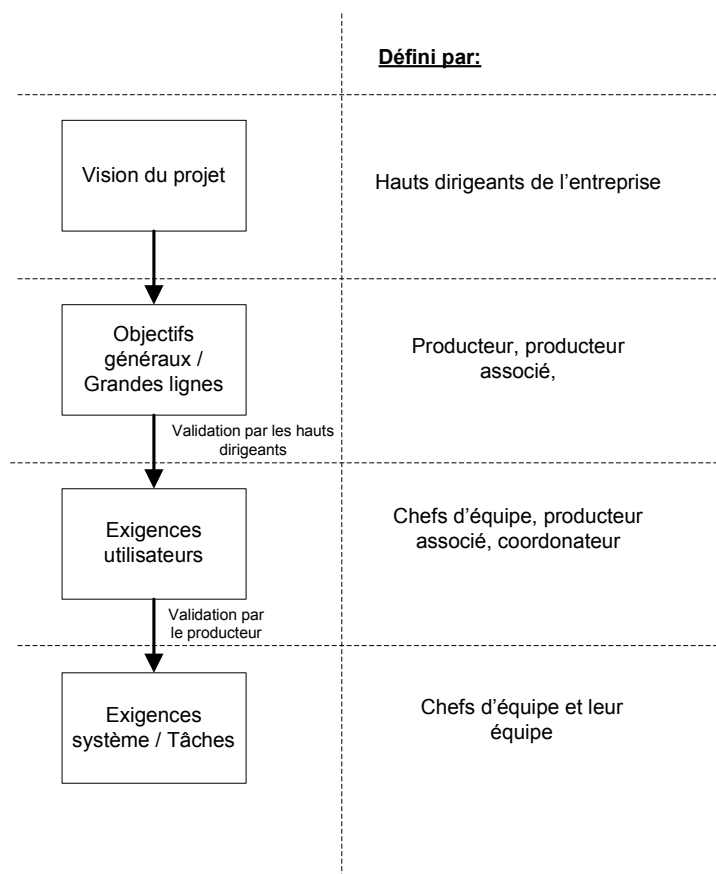 Défini par:
Vision du projet
Hauts dirigeants de l'entreprise
Objectifs
généraux /
Grandes lignes
Producteur, producteur
associé,
Validation par les hauts
dirigeants
Exigences
utilisateurs
Chefs d'équipe, producteur
associé, coordonateur
Validation par
le producteur
Exigences
système / Tâches
Chefs d'équipe et leur
équipe